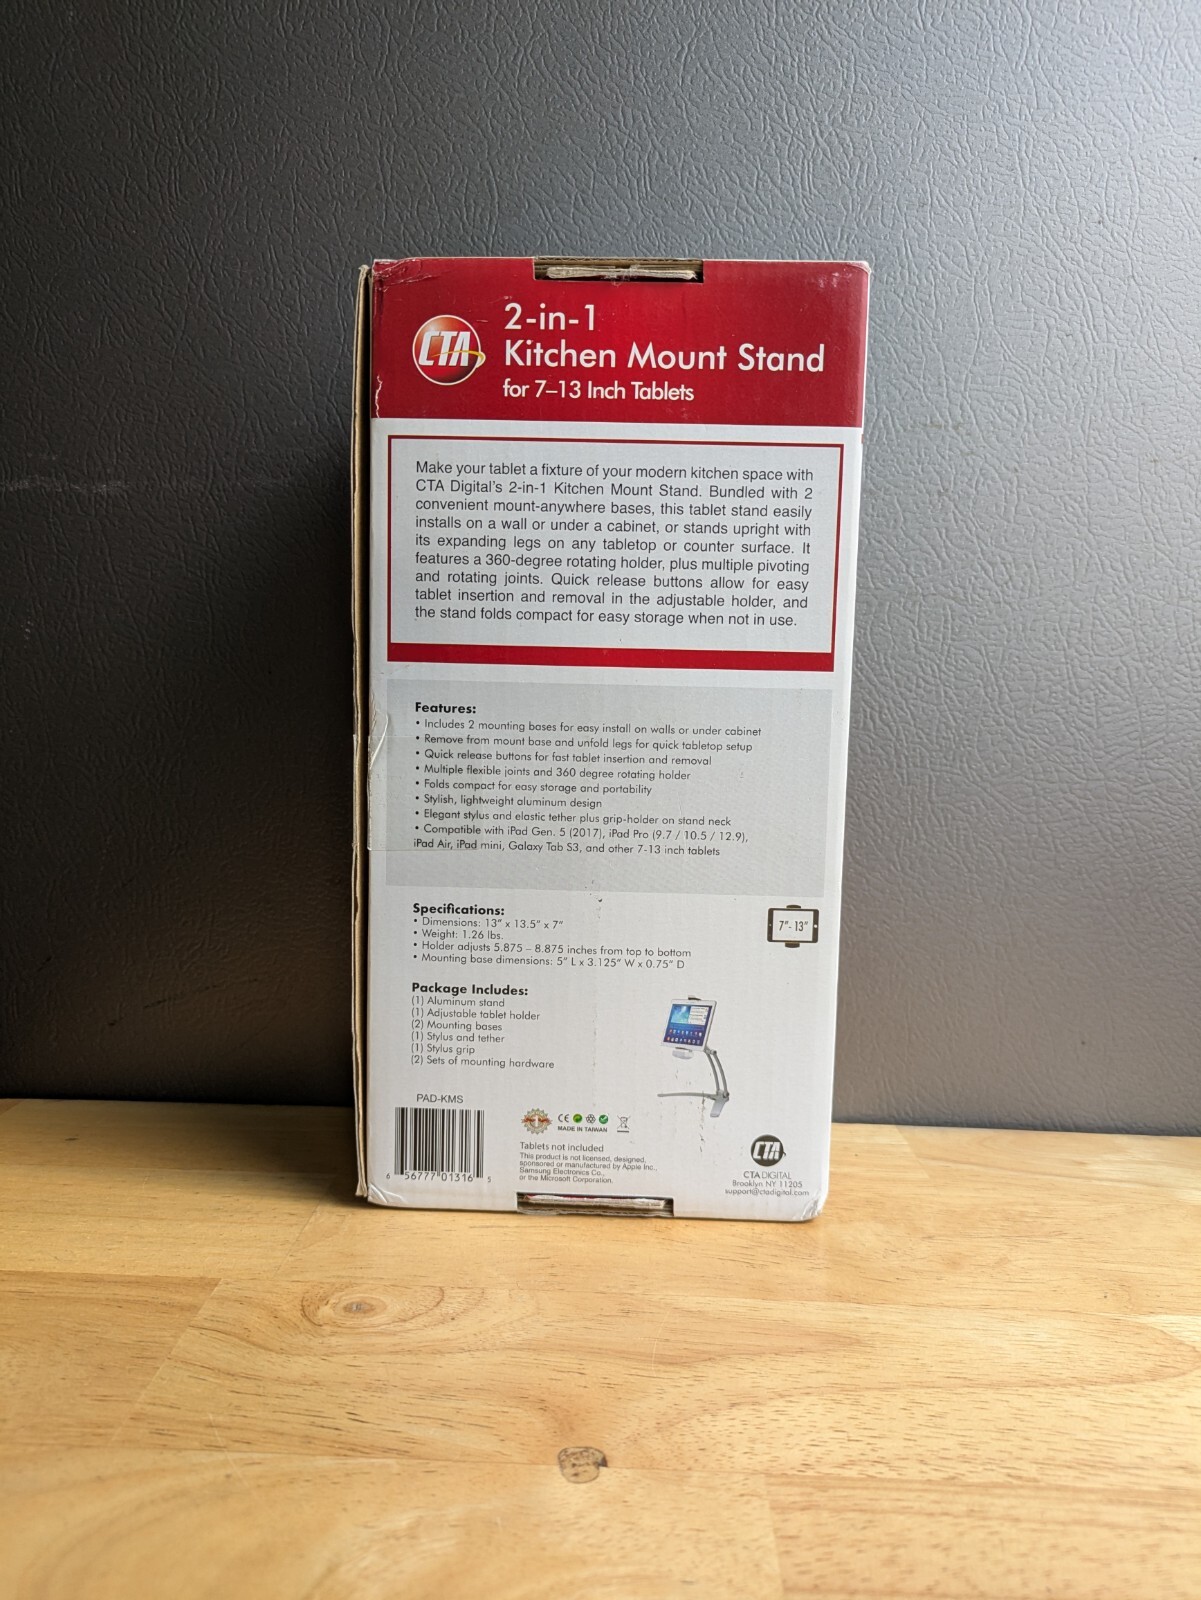 CTA
2-in-1
Kitchen Mount Stand
for 7–13 Inch Tablets
Make your tablet a fixture of your modern kitchen space with
CTA Digital's 2-in-1 Kitchen Mount Stand. Bundled with 2
convenient mount-anywhere bases, this tablet stand easily
installs on a wall or under a cabinet, or stands upright with
its expanding legs on any tabletop or counter surface. It
features a 360-degree rotating holder, plus multiple pivoting
and rotating joints. Quick release buttons allow for easy
tablet insertion and removal in the adjustable holder, and
the stand folds compact for easy storage when not in use.
Features:
• Includes 2 mounting bases for easy install on walls or under cabinet
• Remove from mount base and unfold legs for quick tabletop setup
• Quick release buttons for fast tablet insertion and removal
• Multiple flexible joints and 360 degree rotating holder
• Folds compact for easy storage and portability
• Stylish, lightweight aluminum design
• Elegant stylus and elastic tether plus grip-holder on stand neck
• Compatible with iPad Gen. 5 (2017), iPad Pro (9.7 / 10.5 / 12.9),
iPad Air, iPad mini, Galaxy Tab S3, and other 7-13 inch tablets
Specifications:
• Dimensions: 13" x 13.5" x 7"
• Weight: 1.26 lbs.
• Holder adjusts 5.875 – 8.875 inches from top to bottom
• Mounting base dimensions: 5" L x 3.125" W x 0.75" D
7"- 13"
Package Includes:
(1) Aluminum stand
(1) Adjustable tablet holder
(2) Mounting bases
(1) Stylus and tether
(1) Stylus grip
(2) Sets of mounting hardware
PAD-KMS
6 56777 01316 5
CE
MADE IN TAIWAN
Tablets not included
This product is not licensed, designed,
sponsored or manufactured by Apple Inc.,
Samsung Electronics Co.,
or the Microsoft Corporation.
CTA
CTA DIGITAL
Brooklyn NY 11205
support@ctadigital.com